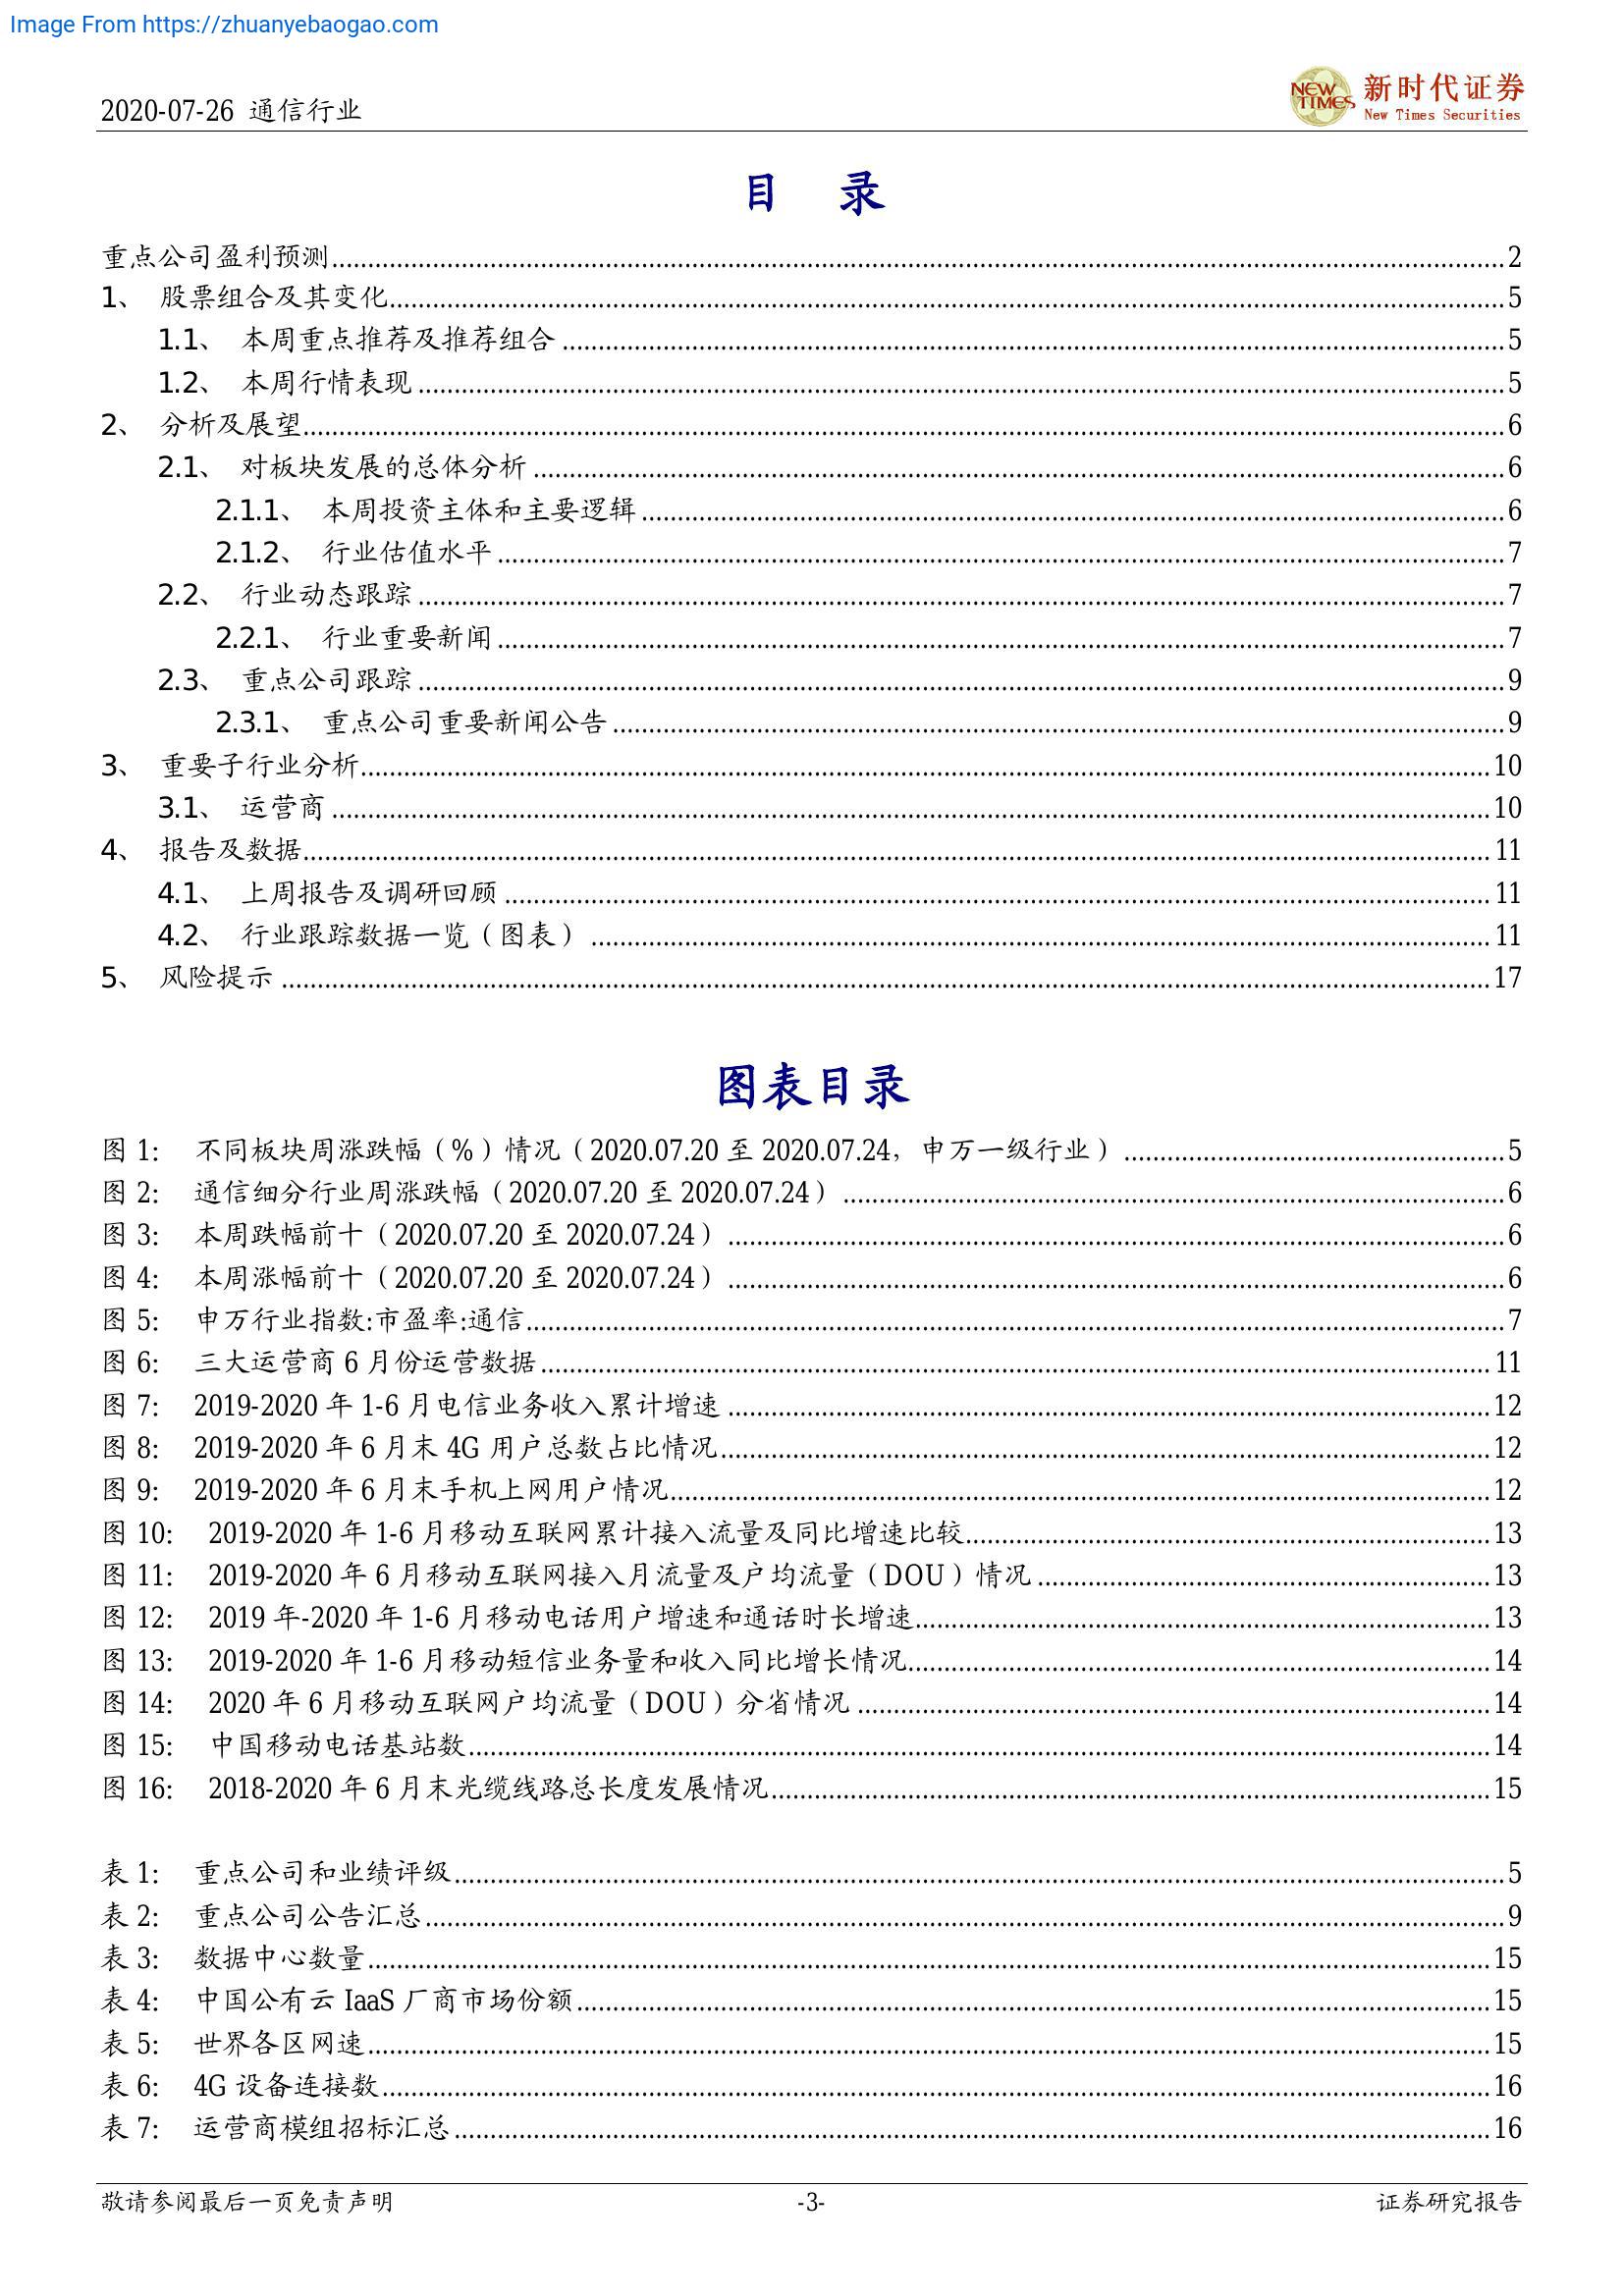 Image From https://zhuanyebaogao.com
2020-07-26 通信行业
NEW TIMES 新时代证券
New Times Securities
目 录
重点公司盈利预测 2
1、 股票组合及其变化 5
1.1、 本周重点推荐及推荐组合 5
1.2、 本周行情表现 5
2、 分析及展望 6
2.1、 对板块发展的总体分析 6
2.1.1、 本周投资主体和主要逻辑 6
2.1.2、 行业估值水平 7
2.2、 行业动态跟踪 7
2.2.1、 行业重要新闻 7
2.3、 重点公司跟踪 9
2.3.1、 重点公司重要新闻公告 9
3、 重要子行业分析 10
3.1、 运营商 10
4、 报告及数据 11
4.1、 上周报告及调研回顾 11
4.2、 行业跟踪数据一览（图表） 11
5、 风险提示 17
图表目录
图 1: 不同板块周涨跌幅（%）情况（2020.07.20 至 2020.07.24，申万一级行业） 5
图 2: 通信细分行业周涨跌幅（2020.07.20 至 2020.07.24） 6
图 3: 本周跌幅前十（2020.07.20 至 2020.07.24） 6
图 4: 本周涨幅前十（2020.07.20 至 2020.07.24） 6
图 5: 申万行业指数:市盈率:通信 7
图 6: 三大运营商 6 月份运营数据 11
图 7: 2019-2020 年 1-6 月电信业务收入累计增速 12
图 8: 2019-2020 年 6 月末 4G 用户总数占比情况 12
图 9: 2019-2020 年 6 月末手机上网用户情况 12
图 10: 2019-2020 年 1-6 月移动互联网累计接入流量及同比增速比较 13
图 11: 2019-2020 年 6 月移动互联网接入月流量及户均流量（DOU）情况 13
图 12: 2019 年-2020 年 1-6 月移动电话用户增速和通话时长增速 13
图 13: 2019-2020 年 1-6 月移动短信业务量和收入同比增长情况 14
图 14: 2020 年 6 月移动互联网户均流量（DOU）分省情况 14
图 15: 中国移动电话基站数 14
图 16: 2018-2020 年 6 月末光缆线路总长度发展情况 15
表 1: 重点公司和业绩评级 5
表 2: 重点公司公告汇总 9
表 3: 数据中心数量 15
表 4: 中国公有云 IaaS 厂商市场份额 15
表 5: 世界各区网速 15
表 6: 4G 设备连接数 16
表 7: 运营商模组招标汇总 16
敬请参阅最后一页免责声明 -3- 证券研究报告